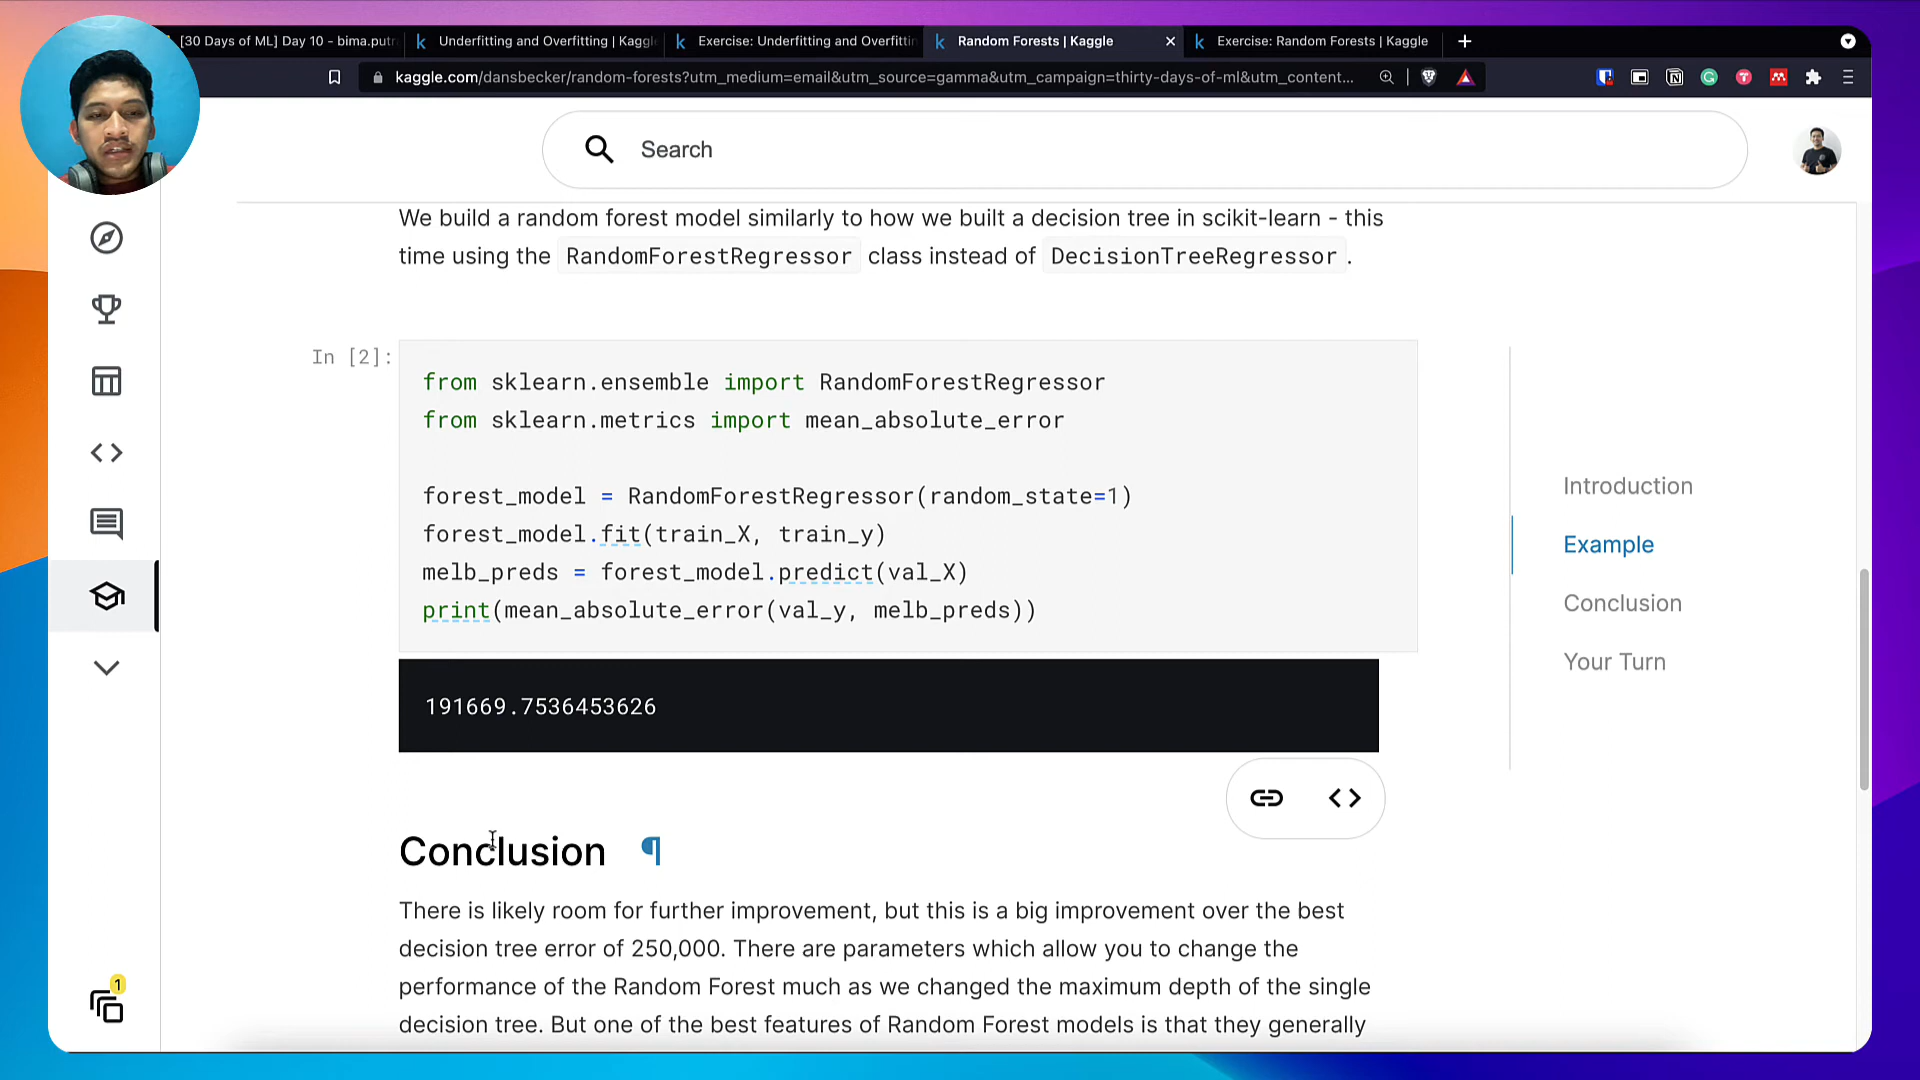 [30 Days of ML] Day 10 - bima.putr
Underfitting and Overfitting | Kaggle
Exercise: Underfitting and Overfittin
Random Forests | Kaggle
Exercise: Random Forests | Kaggle
kaggle.com/dansbecker/random-forests?utm_medium=email&utm_source=gamma&utm_campaign=thirty-days-of-ml&utm_content...
Search
We build a random forest model similarly to how we built a decision tree in scikit-learn - this
time using the RandomForestRegressor class instead of DecisionTreeRegressor.
In [2]:
from sklearn.ensemble import RandomForestRegressor
from sklearn.metrics import mean_absolute_error
forest_model = RandomForestRegressor(random_state=1)
forest_model.fit(train_X, train_y)
melb_preds = forest_model.predict(val_X)
print(mean_absolute_error(val_y, melb_preds))
191669.7536453626
Introduction
Example
Conclusion
Your Turn
Conclusion ¶
There is likely room for further improvement, but this is a big improvement over the best
decision tree error of 250,000. There are parameters which allow you to change the
performance of the Random Forest much as we changed the maximum depth of the single
decision tree. But one of the best features of Random Forest models is that they generally
1